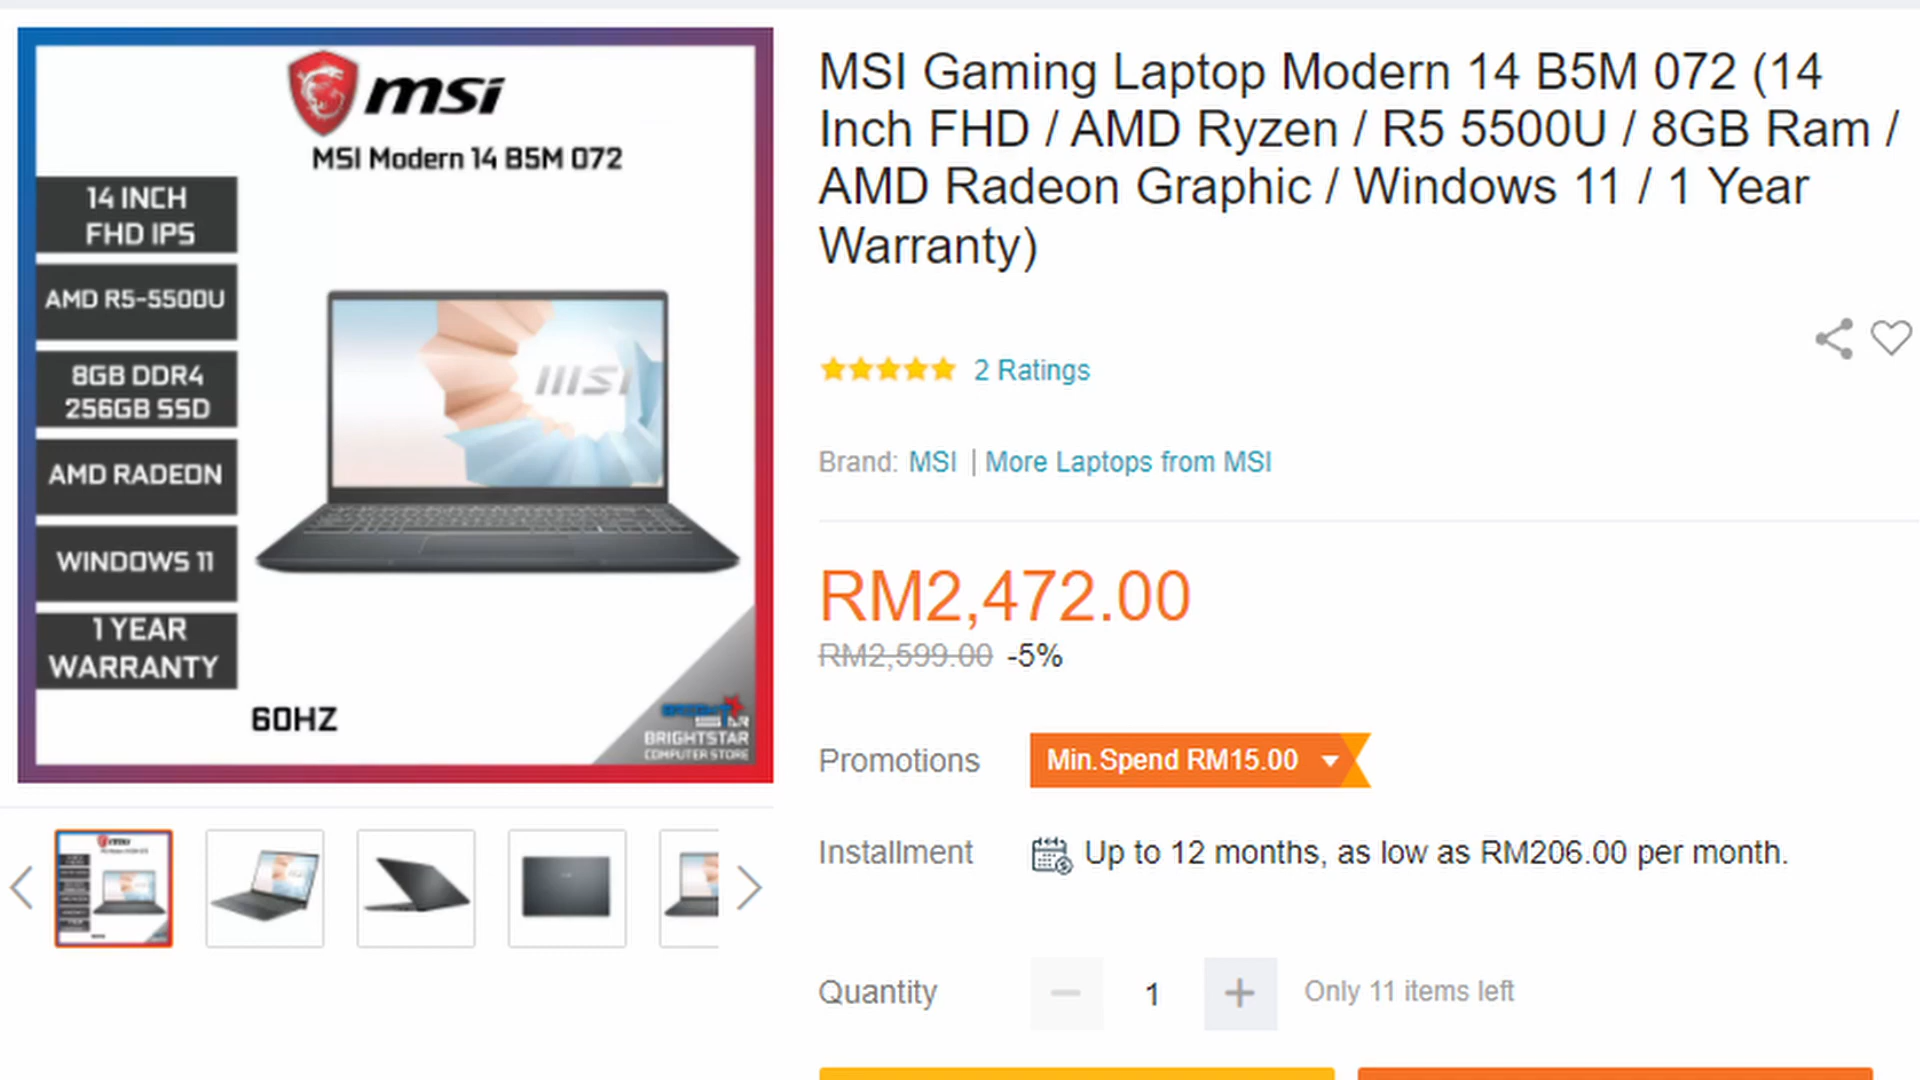 msi
MSI Modern 14 B5M 072
14 INCH
FHD IPS
AMD R5-5500U
8GB DDR4
256GB SSD
AMD RADEON
WINDOWS 11
1 YEAR
WARRANTY
60HZ
msi
BRIGHTSTAR
COMPUTER STORE
MSI Gaming Laptop Modern 14 B5M 072 (14
Inch FHD / AMD Ryzen / R5 5500U / 8GB Ram /
AMD Radeon Graphic / Windows 11 / 1 Year
Warranty)
2 Ratings
Brand: MSI | More Laptops from MSI
RM2,472.00
RM2,599.00 -5%
Promotions Min.Spend RM15.00
Installment Up to 12 months, as low as RM206.00 per month.
Quantity 1 Only 11 items left